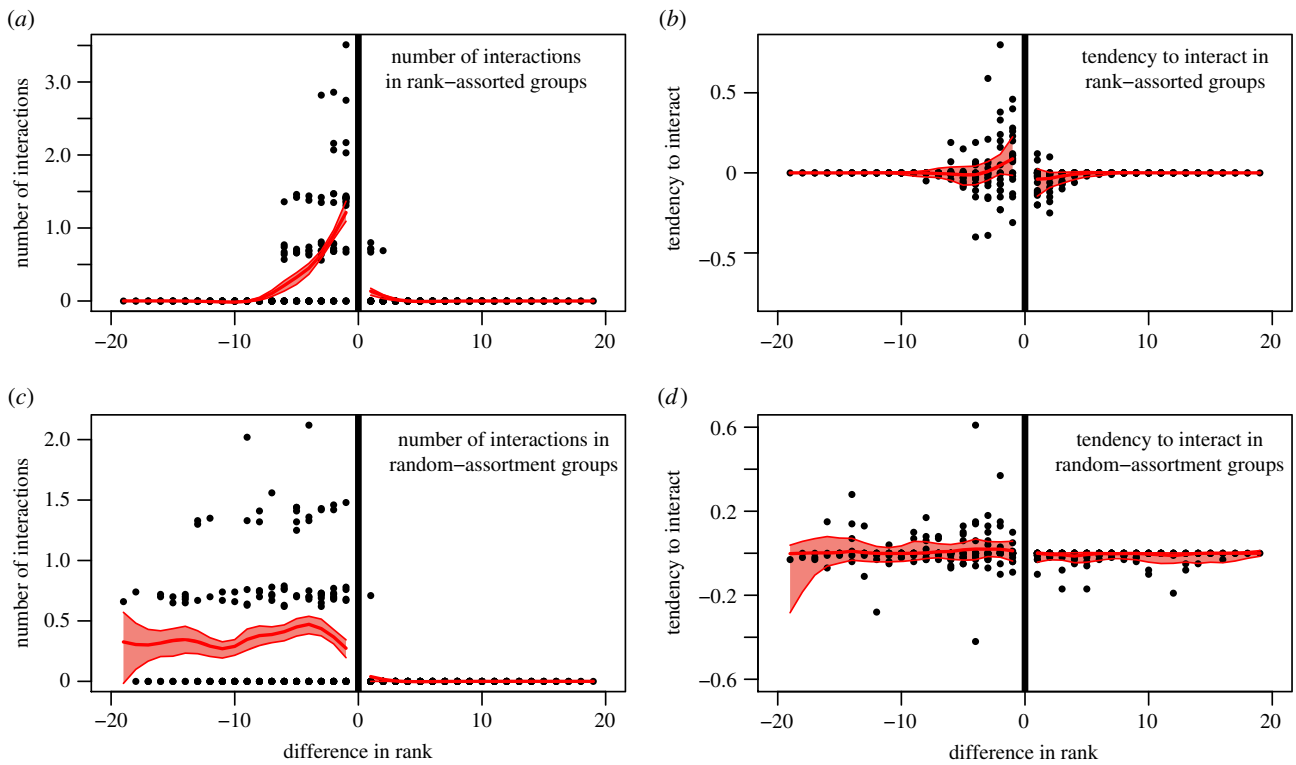 (a)
number of interactions
in rank−assorted groups
number of interactions
3.0
2.0
1.0
0
−20
−10
0
10
20
(b)
tendency to interact in
rank−assorted groups
tendency to interact
0.5
0
−0.5
−20
−10
0
10
20
(c)
number of interactions in
random−assortment groups
number of interactions
2.0
1.5
1.0
0.5
0
−20
−10
0
10
20
difference in rank
(d)
tendency to interact in
random−assortment groups
tendency to interact
0.6
0.2
−0.2
−0.6
−20
−10
0
10
20
difference in rank